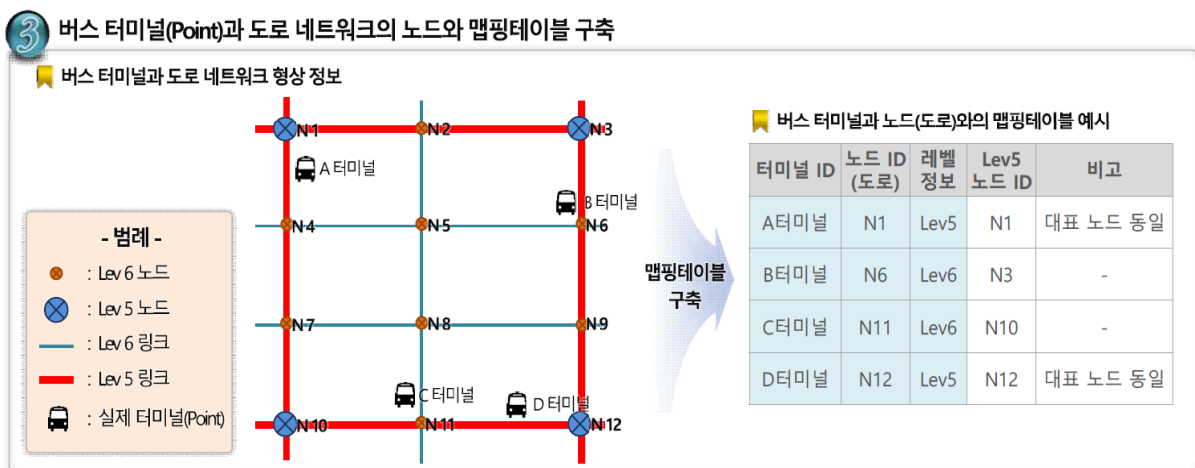 3 버스 터미널(Point)과 도로 네트워크의 노드와 맵핑테이블 구축
버스 터미널과 도로 네트워크 형상 정보
N1 N2 N3
A 터미널
B 터미널
N4 N5 N6
N7 N8 N9
C 터미널
D 터미널
N10 N11 N12
- 범례 -
: Lev 6 노드
: Lev 5 노드
: Lev 6 링크
: Lev 5 링크
: 실제 터미널(Point)
맵핑테이블
구축
버스 터미널과 노드(도로)와의 맵핑테이블 예시
터미널 ID 노드 ID (도로) 레벨 정보 Lev5 노드 ID 비고
A터미널 N1 Lev5 N1 대표 노드 동일
B터미널 N6 Lev6 N3 -
C터미널 N11 Lev6 N10 -
D터미널 N12 Lev5 N12 대표 노드 동일